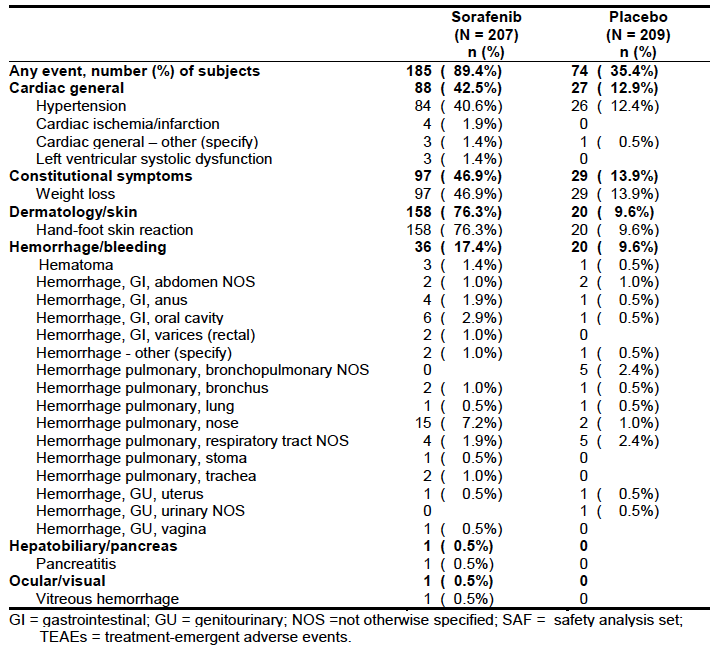 Sorafenib Placebo
(N = 207) (N = 209)
n (%) n (%)
Any event, number (%) of subjects 185 ( 89.4%) 74 ( 35.4%)
Cardiac general 88 ( 42.5%) 27 ( 12.9%)
Hypertension 84 ( 40.6%) 26 ( 12.4%)
Cardiac ischemia/infarction 4 ( 1.9%) 0
Cardiac general – other (specify) 3 ( 1.4%) 1 ( 0.5%)
Left ventricular systolic dysfunction 3 ( 1.4%) 0
Constitutional symptoms 97 ( 46.9%) 29 ( 13.9%)
Weight loss 97 ( 46.9%) 29 ( 13.9%)
Dermatology/skin 158 ( 76.3%) 20 ( 9.6%)
Hand-foot skin reaction 158 ( 76.3%) 20 ( 9.6%)
Hemorrhage/bleeding 36 ( 17.4%) 20 ( 9.6%)
Hematoma 3 ( 1.4%) 1 ( 0.5%)
Hemorrhage, GI, abdomen NOS 2 ( 1.0%) 2 ( 1.0%)
Hemorrhage, GI, anus 4 ( 1.9%) 1 ( 0.5%)
Hemorrhage, GI, oral cavity 6 ( 2.9%) 1 ( 0.5%)
Hemorrhage, GI, varices (rectal) 2 ( 1.0%) 0
Hemorrhage - other (specify) 2 ( 1.0%) 1 ( 0.5%)
Hemorrhage pulmonary, bronchopulmonary NOS 0 5 ( 2.4%)
Hemorrhage pulmonary, bronchus 2 ( 1.0%) 1 ( 0.5%)
Hemorrhage pulmonary, lung 1 ( 0.5%) 1 ( 0.5%)
Hemorrhage pulmonary, nose 15 ( 7.2%) 2 ( 1.0%)
Hemorrhage pulmonary, respiratory tract NOS 4 ( 1.9%) 5 ( 2.4%)
Hemorrhage pulmonary, stoma 1 ( 0.5%) 0
Hemorrhage pulmonary, trachea 2 ( 1.0%) 0
Hemorrhage, GU, uterus 1 ( 0.5%) 1 ( 0.5%)
Hemorrhage, GU, urinary NOS 0 1 ( 0.5%)
Hemorrhage, GU, vagina 1 ( 0.5%) 0
Hepatobiliary/pancreas 1 ( 0.5%) 0
Pancreatitis 1 ( 0.5%) 0
Ocular/visual 1 ( 0.5%) 0
Vitreous hemorrhage 1 ( 0.5%) 0
GI = gastrointestinal; GU = genitourinary; NOS =not otherwise specified; SAF = safety analysis set;
TEAEs = treatment-emergent adverse events.